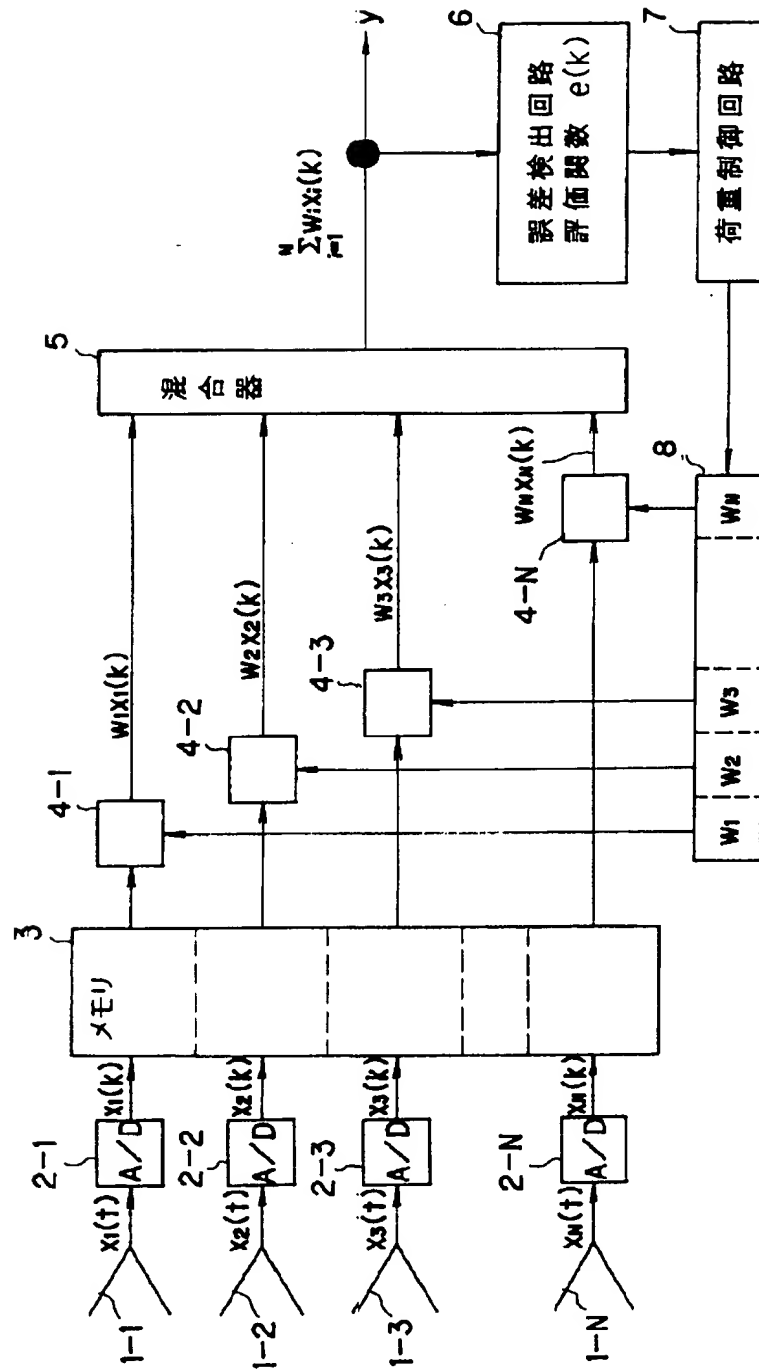 1-1
x1(t)
2-1
A/D
x1(k)
1-2
x2(t)
2-2
A/D
x2(k)
1-3
x3(t)
2-3
A/D
x3(k)
1-N
xN(t)
2-N
A/D
xN(k)
3
メモリ
4-1
W1X1(k)
4-2
W2X2(k)
4-3
W3X3(k)
4-N
WNXN(k)
5
混合器
N
ΣWiXi(k)
i=1
y
6
誤差検出回路
評価関数 e(k)
7
荷重制御回路
8
W1
W2
W3
WN